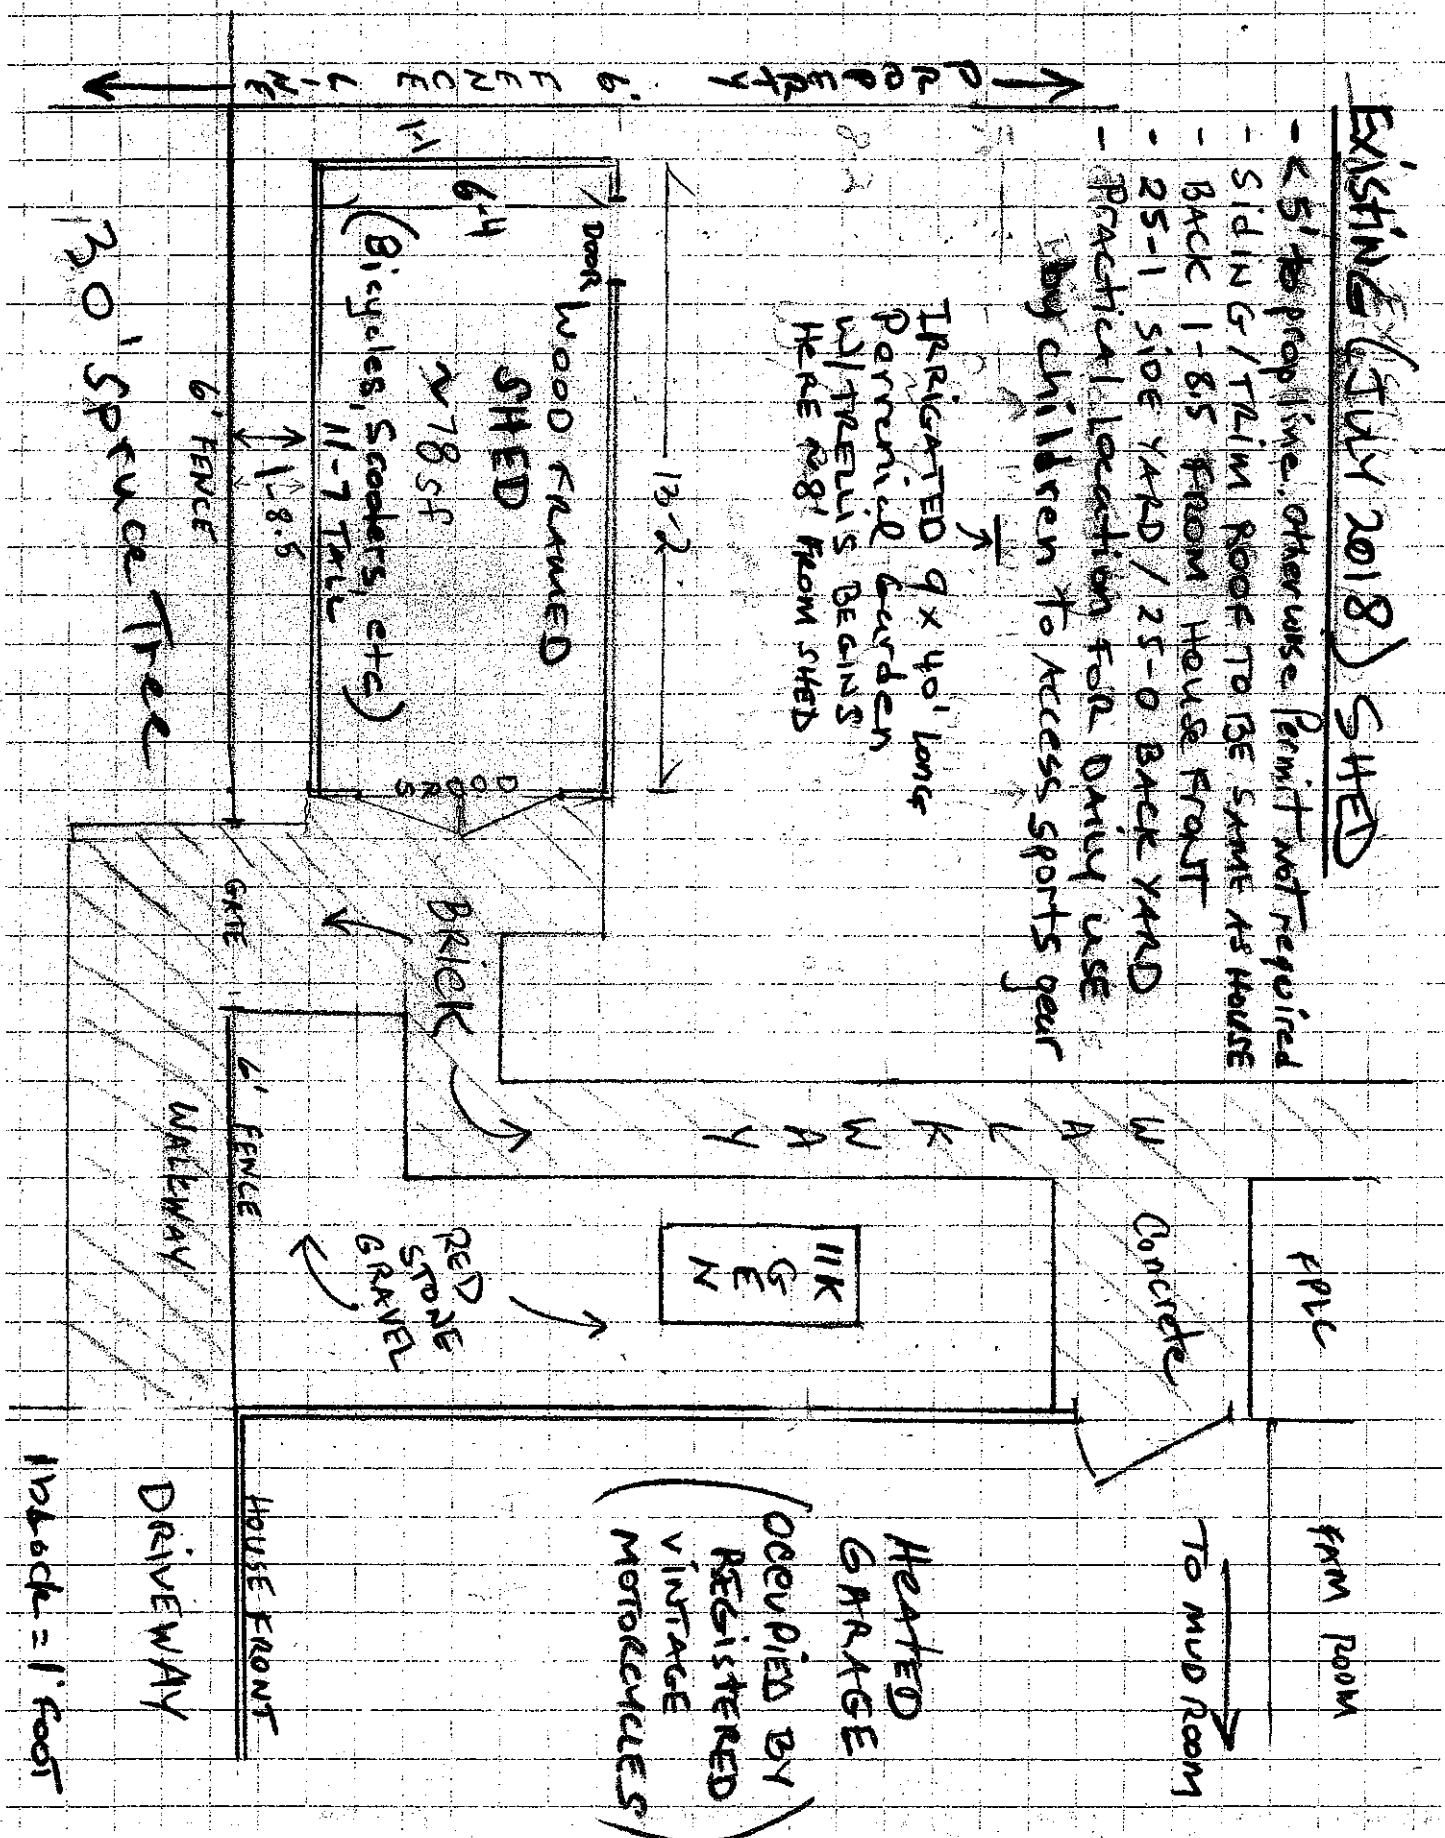 EXISTING (JULY 2018) SHED
- < 5' to prop line. Otherwise Permit not required
- SIDING/TRIM ROOF TO BE SAME AS HOUSE
- BACK 1-8.5 FROM HOUSE FRONT
- 25-1 SIDE YARD / 25-0 BACK YARD
- PRACTICAL Location FOR DAILY USE
by children to Access Sports gear
IRRIGATED 9 x 40' long
Perrenial Garden
W/TRELLIS BEGINS
HERE ~8' FROM SHED
PROPERTY
6' FENCE LINE
1-1
13-2
DOOR
6-4
WOOD FRAMED
SHED
~78 SF
(Bicycles, Scooters, etc)
11-7 TALL
DOORS
1-8.5
6' FENCE
30' Spruce Tree
GATE
BRICK
6' FENCE
WALKWAY
WALKWAY
RED
STONE
GRAVEL
11K
GEN
Concrete
FPLC
FAM ROOM
TO MUD ROOM
HEATED
GARAGE
(OCCUPIED BY
REGISTERED
VINTAGE
MOTORCYCLES)
HOUSE FRONT
DRIVEWAY
1 block = 1 foot